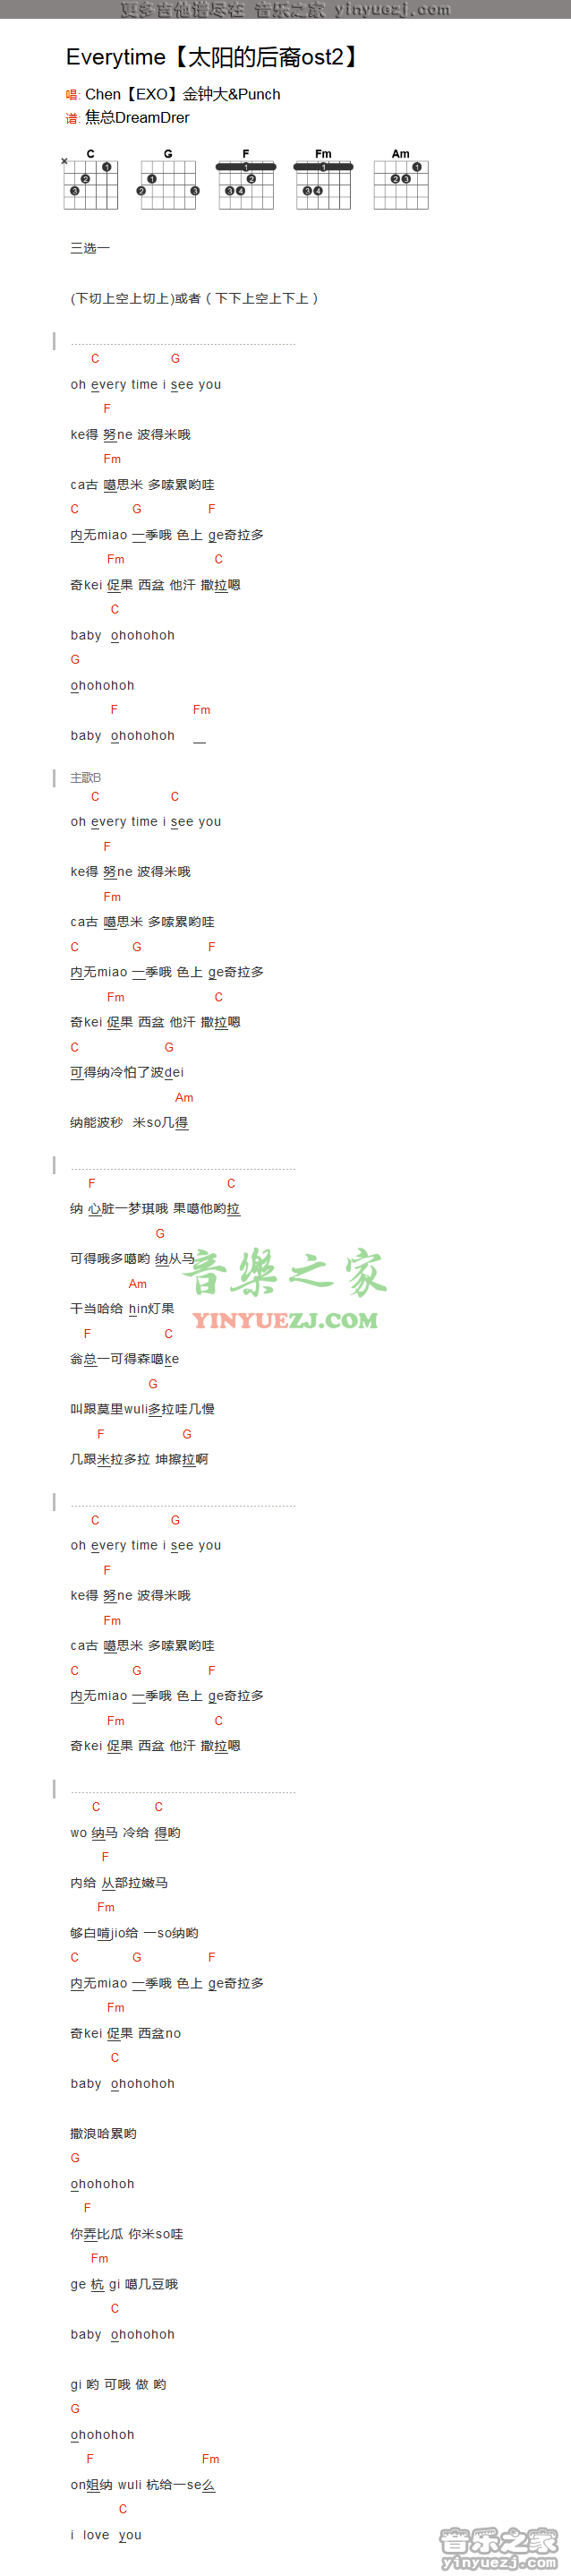 更多吉他谱尽在 音乐之家 yinyuezj.com
Everytime【太阳的后裔ost2】
唱: Chen【EXO】金钟大&Punch
谱: 焦总DreamDrer
C G F Fm Am
三选一
(下切上空上切上)或者（下下上空上下上）
C G
oh every time i see you
F
ke得 努ne 波得米哦
Fm
ca古 噶思米 多嗦累哟哇
C G F
内无miao 一季哦 色上 ge奇拉多
Fm C
奇kei 促果 西盆 他汗 撒拉嗯
C
baby ohohohoh
G
ohohohoh
F Fm
baby ohohohoh
主歌B
C C
oh every time i see you
F
ke得 努ne 波得米哦
Fm
ca古 噶思米 多嗦累哟哇
C G F
内无miao 一季哦 色上 ge奇拉多
Fm C
奇kei 促果 西盆 他汗 撒拉嗯
C G
可得纳冷怕了波dei
Am
纳能波秒 米so几得
F C
纳 心脏一梦琪哦 果噶他哟拉
G
可得哦多噶哟 纳从马
Am
干当哈给 hin灯果
F C
翁总一可得森噶ke
G
叫跟莫里wuli多拉哇几慢
F G
几跟米拉多拉 坤擦拉啊
音樂之家
YINYUEZJ.COM
C G
oh every time i see you
F
ke得 努ne 波得米哦
Fm
ca古 噶思米 多嗦累哟哇
C G F
内无miao 一季哦 色上 ge奇拉多
Fm C
奇kei 促果 西盆 他汗 撒拉嗯
C C
wo 纳马 冷给 得哟
F
内给 从部拉嫩马
Fm
够白啃jio给 一so纳哟
C G F
内无miao 一季哦 色上 ge奇拉多
Fm
奇kei 促果 西盆no
C
baby ohohohoh
撒浪哈累哟
G
ohohohoh
F
你弄比瓜 你米so哇
Fm
ge 杭 gi 噶几豆哦
C
baby ohohohoh
gi 哟 可哦 做 哟
G
ohohohoh
F Fm
on姐纳 wuli 杭给一se么
C
i love you
音乐之家
yinyuezj.com